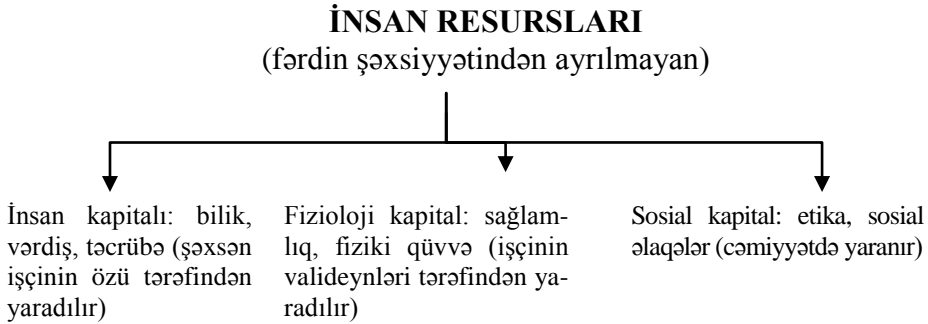 İNSAN RESURSLARI
(fərdin şəxsiyyətindən ayrılmayan)
İnsan kapitalı: bilik,
vərdiş, təcrübə (şəxsən
işçinin özü tərəfindən
yaradılır)
Fizioloji kapital: sağlam-
lıq, fiziki qüvvə (işçinin
valideynləri tərəfindən ya-
radılır)
Sosial kapital: etika, sosial
əlaqələr (cəmiyyətdə yaranır)